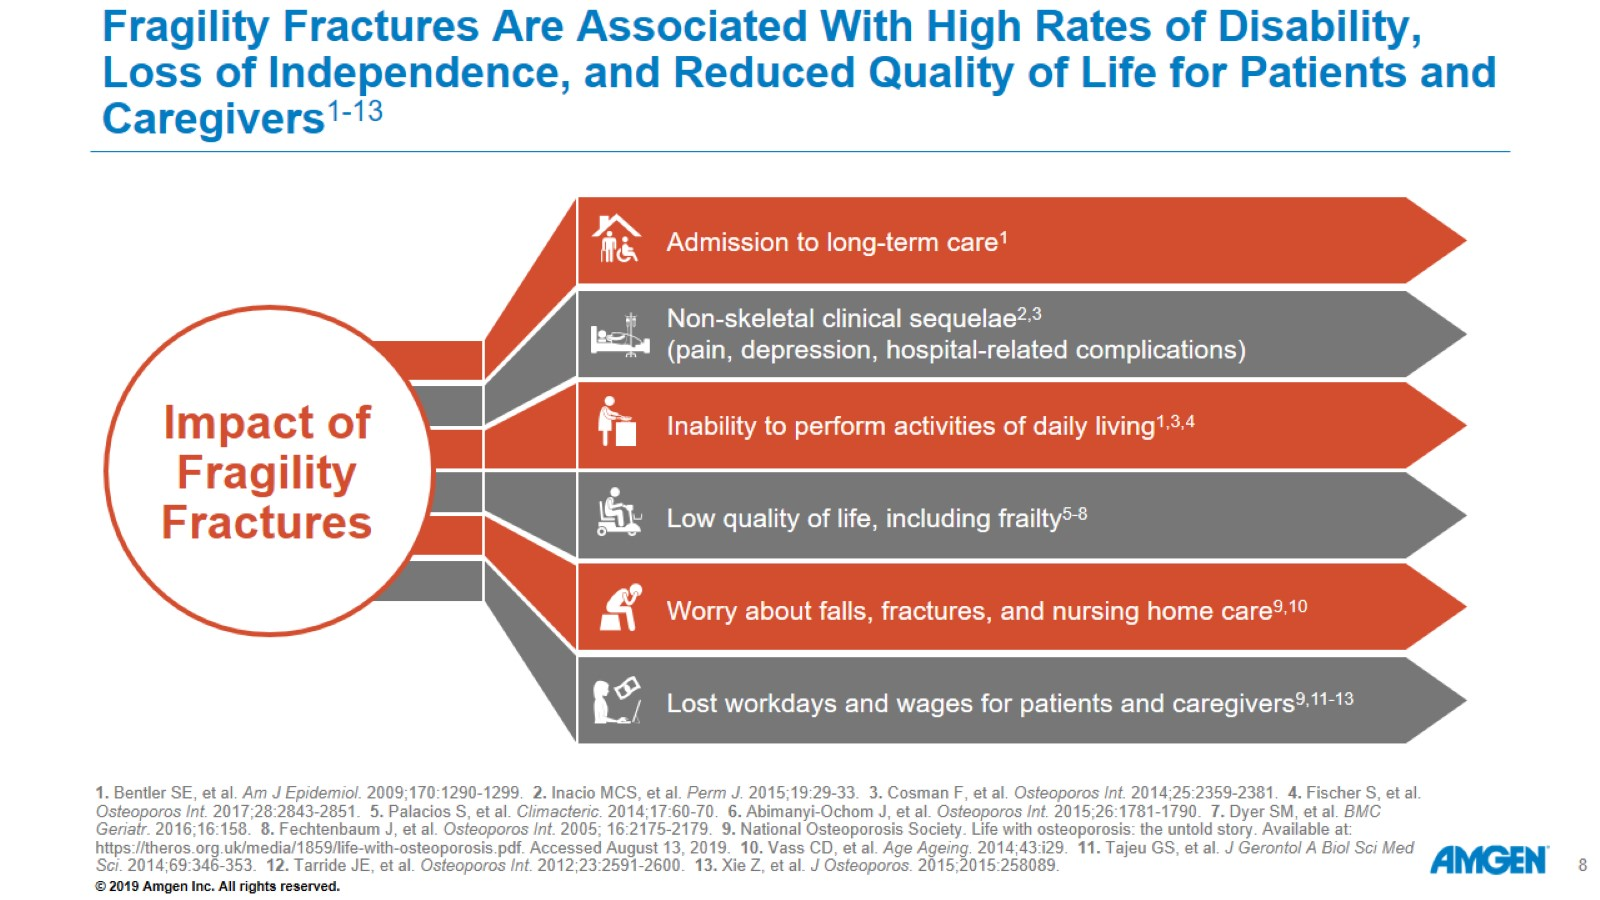 Fragility Fractures Are Associated With High Rates of Disability,
Loss of Independence, and Reduced Quality of Life for Patients and
Caregivers1-13
Impact of
Fragility
Fractures
Admission to long-term care1
Non-skeletal clinical sequelae2,3
(pain, depression, hospital-related complications)
Inability to perform activities of daily living1,3,4
Low quality of life, including frailty5-8
Worry about falls, fractures, and nursing home care9,10
Lost workdays and wages for patients and caregivers9,11-13
1. Bentler SE, et al. Am J Epidemiol. 2009;170:1290-1299. 2. Inacio MCS, et al. Perm J. 2015;19:29-33. 3. Cosman F, et al. Osteoporos Int. 2014;25:2359-2381. 4. Fischer S, et al.
Osteoporos Int. 2017;28:2843-2851. 5. Palacios S, et al. Climacteric. 2014;17:60-70. 6. Abimanyi-Ochom J, et al. Osteoporos Int. 2015;26:1781-1790. 7. Dyer SM, et al. BMC
Geriatr. 2016;16:158. 8. Fechtenbaum J, et al. Osteoporos Int. 2005; 16:2175-2179. 9. National Osteoporosis Society. Life with osteoporosis: the untold story. Available at:
https://theros.org.uk/media/1859/life-with-osteoporosis.pdf. Accessed August 13, 2019. 10. Vass CD, et al. Age Ageing. 2014;43:i29. 11. Tajeu GS, et al. J Gerontol A Biol Sci Med
Sci. 2014;69:346-353. 12. Tarride JE, et al. Osteoporos Int. 2012;23:2591-2600. 13. Xie Z, et al. J Osteoporos. 2015;2015:258089.
© 2019 Amgen Inc. All rights reserved.
AMGEN
8